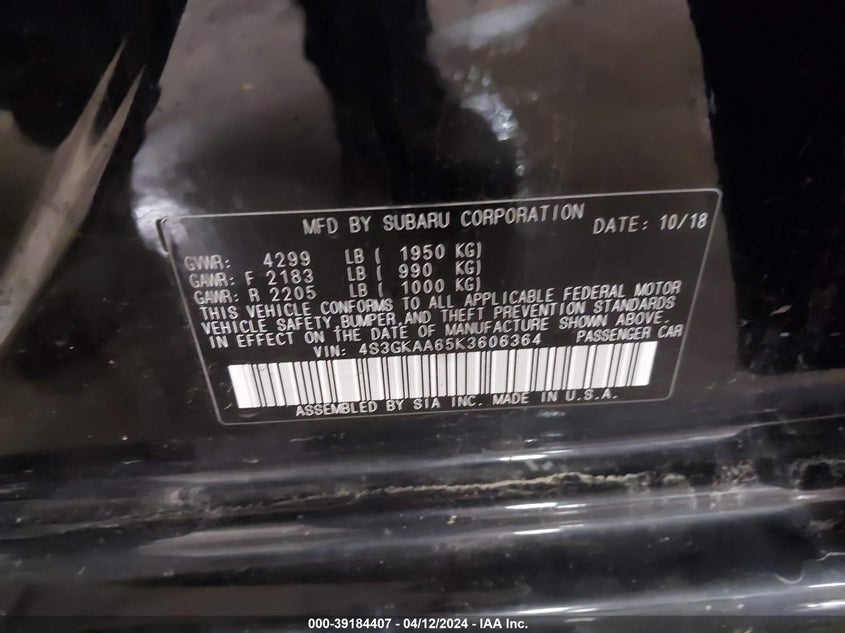 MFD BY SUBARU CORPORATION DATE: 10/18
GVWR: 4299 LB ( 1950 KG)
GAWR: F 2183 LB ( 990 KG)
GAWR: R 2205 LB ( 1000 KG)
THIS VEHICLE CONFORMS TO ALL APPLICABLE FEDERAL MOTOR
VEHICLE SAFETY, BUMPER, AND THEFT PREVENTION STANDARDS
IN EFFECT ON THE DATE OF MANUFACTURE SHOWN ABOVE.
VIN: 4S3GKAA65K3606364 PASSENGER CAR
ASSEMBLED BY SIA INC. MADE IN U.S.A.
000-39184407 - 04/12/2024 - IAA Inc.